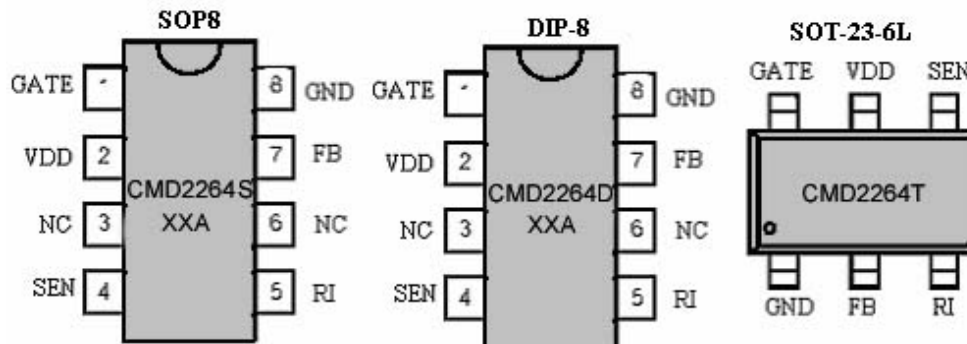 SOP8
GATE 8 GND
VDD 2 7 FB
CMD2264S
XXA
NC 3 6 NC
SEN 4 5 RI
DIP-8
GATE 8 GND
VDD 2 7 FB
CMD2264D
XXA
NC 3 6 NC
SEN 4 5 RI
SOT-23-6L
GATE VDD SEN
CMD2264T
GND FB RI